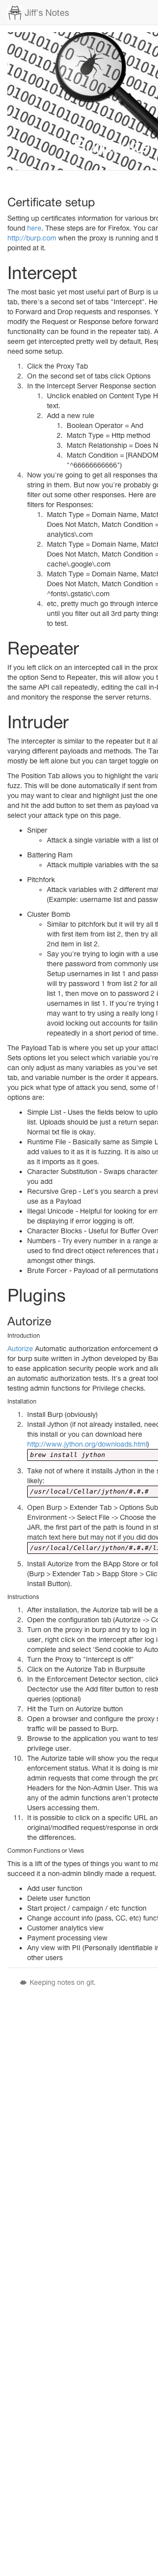 Jiff's Notes
Certificate setup
Setting up certificates information for various bro
found here. These steps are for Firefox. You can
http://burp.com when the proxy is running and t
pointed at it.
Intercept
The most basic yet most useful part of Burp is un
tab, there's a second set of tabs "Intercept". H
to Forward and Drop requests and responses. Y
modify the Request or Response before forward
functionality can be found in the repeater tab). A
seem get intercepted pretty well by default, Requ
need some setup.
1. Click the Proxy Tab
2. On the second set of tabs click Options
3. In the Intercept Server Response section
1. Unclick enabled on Content Type H
text.
2. Add a new rule
1. Boolean Operator = And
2. Match Type = Http method
3. Match Relationship = Does N
4. Match Condition = [RANDOM
"^66666666666")
4. Now you're going to get all responses that
string in them. But now you're probably go
filter out some other responses. Here are
filters for Responses:
1. Match Type = Domain Name, Match
Does Not Match, Match Condition =
analytics\.com
2. Match Type = Domain Name, Match
Does Not Match, Match Condition =
cache\.google\.com
3. Match Type = Domain Name, Match
Does Not Match, Match Condition =
^fonts\.gstatic\.com
4. etc, pretty much go through interce
until you filter out all 3rd party things
to test.
Repeater
If you left click on an intercepted call in the proxy
the option Send to Repeater, this will allow you t
the same API call repeatedly, editing the call in-b
and monitory the response the server returns.
Intruder
The intercepter is similar to the repeater but it all
varying different payloads and methods. The Tar
mostly be left alone but you can target toggle on
The Position Tab allows you to highlight the varia
fuzz. This will be done automatically if sent from
you may want to clear and highlight just the one
and hit the add button to set them as payload va
select your attack type on this page.
• Sniper
◦ Attack a single variable with a list of
• Battering Ram
◦ Attack multiple variables with the sa
• Pitchfork
◦ Attack variables with 2 different mat
(Example: username list and passw
• Cluster Bomb
◦ Similar to pitchfork but it will try all t
with first item from list 2, then try all
2nd item in list 2.
◦ Say you're trying to login with a use
there password from commonly use
Setup usernames in list 1 and passw
will try password 1 from list 2 for all
list 1, then move on to password 2 i
usernames in list 1. If you're trying t
may want to try using a really long l
avoid locking out accounts for failing
repeatedly in a short period of time.
The Payload Tab is where you set up your attack
Sets options let you select which variable you're
can only adjust as many variables as you've set
tab, and variable number is the order it appears.
you pick what type of attack you send, some of t
options are:
• Simple List - Uses the fields below to uplo
list. Uploads should be just a return separ
Normal txt file is okay.
• Runtime File - Basically same as Simple L
add values to it as it is fuzzing. It is also us
as it imports as it goes.
• Character Substitution - Swaps character
you add
• Recursive Grep - Let's you search a previ
use as a Payload
• Illegal Unicode - Helpful for looking for err
be displaying if error logging is off.
• Character Blocks - Useful for Buffer Over
• Numbers - Try every number in a range a
used to find direct object references that a
amongst other things.
• Brute Forcer - Payload of all permutations
Plugins
Autorize
Introduction
Autorize Automatic authorization enforcement d
for burp suite written in Jython developed by Bar
to ease application security people work and allo
an automatic authorization tests. It's a great tool
testing admin functions for Privilege checks.
Installation
1. Install Burp (obviously)
2. Install Jython (if not already installed, need
this install or you can download from
http://www.jython.org/downloads.html)
brew install jython
3. Take not of where it installs Jython in the s
likely:
/usr/local/Cellar/jython/#.#.#
4. Open Burp > Extender Tab > Options Sub
Environment -> Select File -> Choose the
JAR, the first part of the path is found in st
match text here but may not if you did dow
/usr/local/Cellar/jython/#.#.#/li
5. Install Autorize from the BApp Store or fol
(Burp > Extender Tab > Bapp Store > Clic
Install Button).
Instructions
1. After installation, the Autorize tab will be a
2. Open the configuration tab (Autorize -> Co
3. Turn on the proxy in burp and try to log in
user, right click on the intercept after log i
complete and select 'Send cookie to Auto
4. Turn the Proxy to "Intercept is off"
5. Click on the Autorize Tab in Burpsuite
6. In the Enforcement Detector section, click
Dectector use the Add filter button to restr
queries (optional)
7. Hit the Turn on Autorize button
8. Open a browser and configure the proxy s
traffic will be passed to Burp.
9. Browse to the application you want to test
privilege user.
10. The Autorize table will show you the reque
enforcement status. What it is doing is mir
admin requests that come through the pro
Headers for the Non-Admin User. This wa
any of the admin functions aren't protecte
Users accessing them.
11. It is possible to click on a specific URL an
original/modified request/response in orde
the differences.
Common Functions or Views
This is a lift of the types of things you want to ma
succeed it a non-admin blindly made a request.
• Add user function
• Delete user function
• Start project / campaign / etc function
• Change account info (pass, CC, etc) funct
• Customer analytics view
• Payment processing view
• Any view with PII (Personally identifiable in
other users
Keeping notes on git.